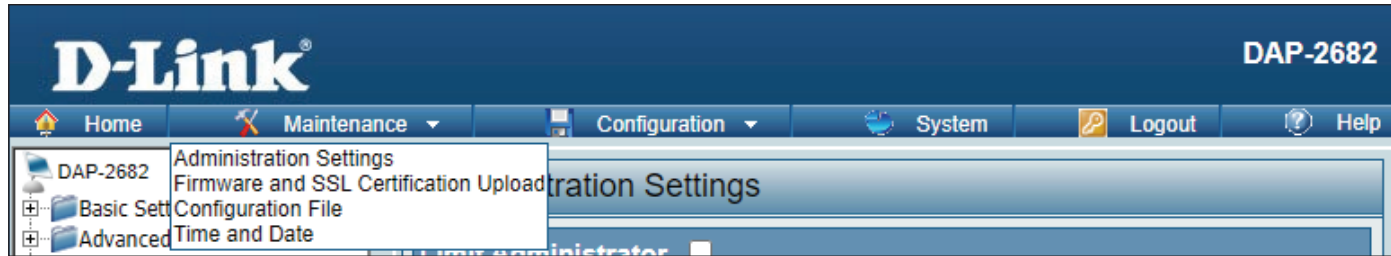 D-Link®
DAP-2682
Home Maintenance Configuration System Logout Help
DAP-2682
Administration Settings
Firmware and SSL Certification Upload
Configuration File
Time and Date
tration Settings
Basic Sett
Advanced